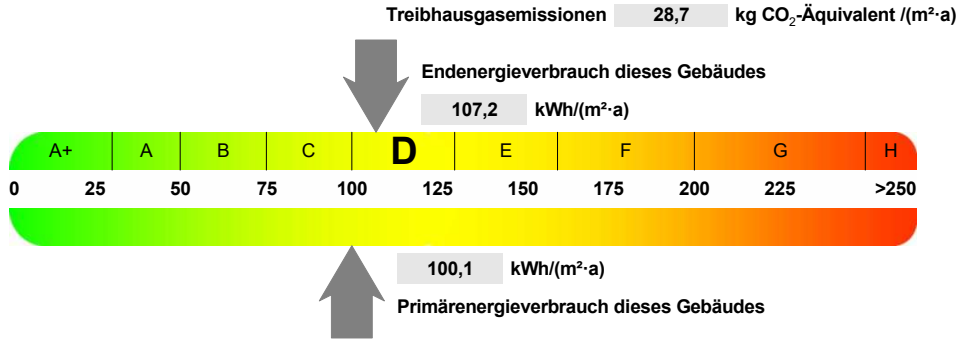 Treibhausgasemissionen 28,7 kg CO₂-Äquivalent /(m²·a)
Endenergieverbrauch dieses Gebäudes
107,2 kWh/(m²·a)
A+ A B C D E F G H
0 25 50 75 100 125 150 175 200 225 >250
100,1 kWh/(m²·a)
Primärenergieverbrauch dieses Gebäudes